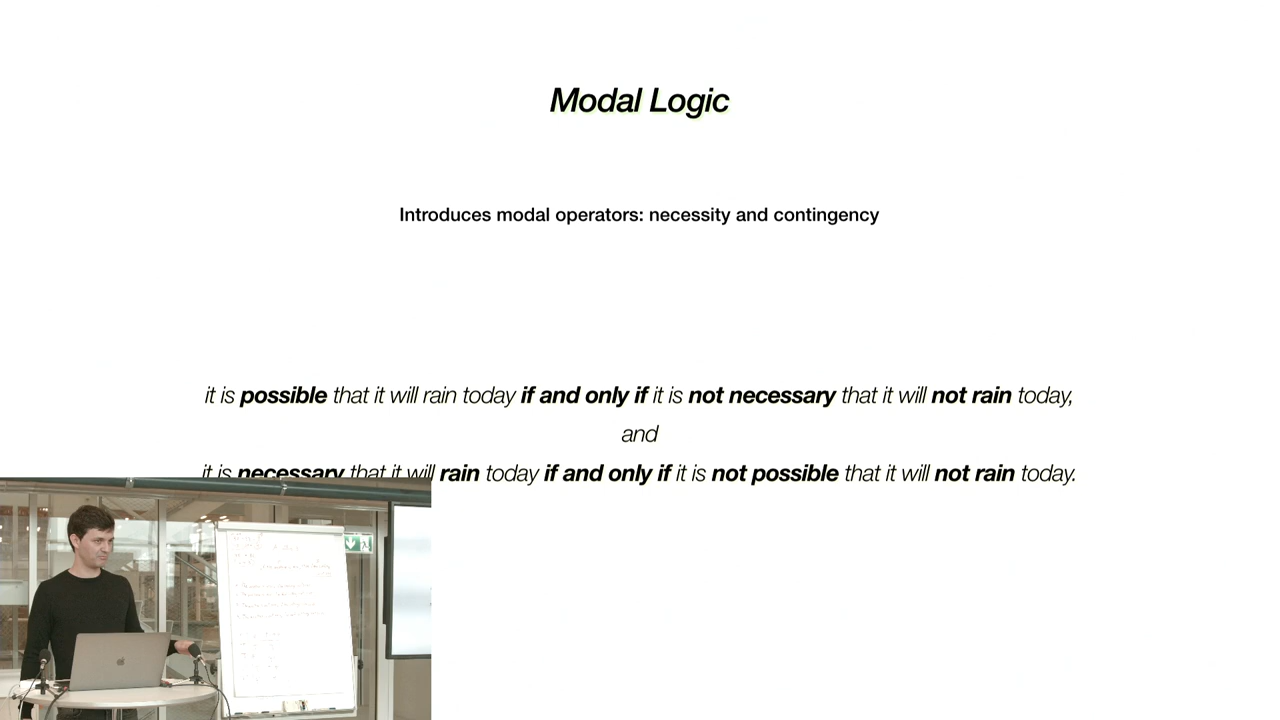 Modal Logic
Introduces modal operators: necessity and contingency
it is possible that it will rain today if and only if it is not necessary that it will not rain today,
and
it is necessary that it will rain today if and only if it is not possible that it will not rain today.